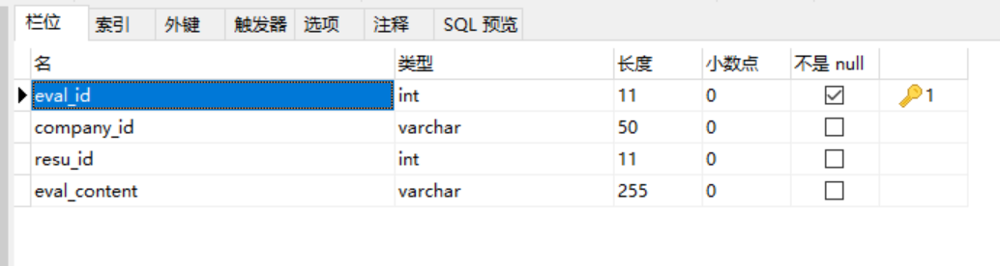 栏位 索引 外键 触发器 选项 注释 SQL 预览
名 类型 长度 小数点 不是 null
eval_id int 11 0 1
company_id varchar 50 0
resu_id int 11 0
eval_content varchar 255 0